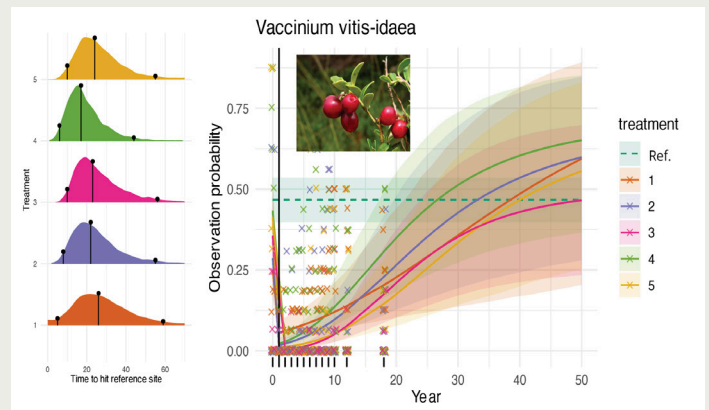 Vaccinium vitis-idaea
5
4
3
2
1
Treatment
0 20 40 60
Time to hit reference site
Observation probability
0.75
0.50
0.25
0.00
0 10 20 30 40 50
Year
treatment
Ref.
1
2
3
4
5